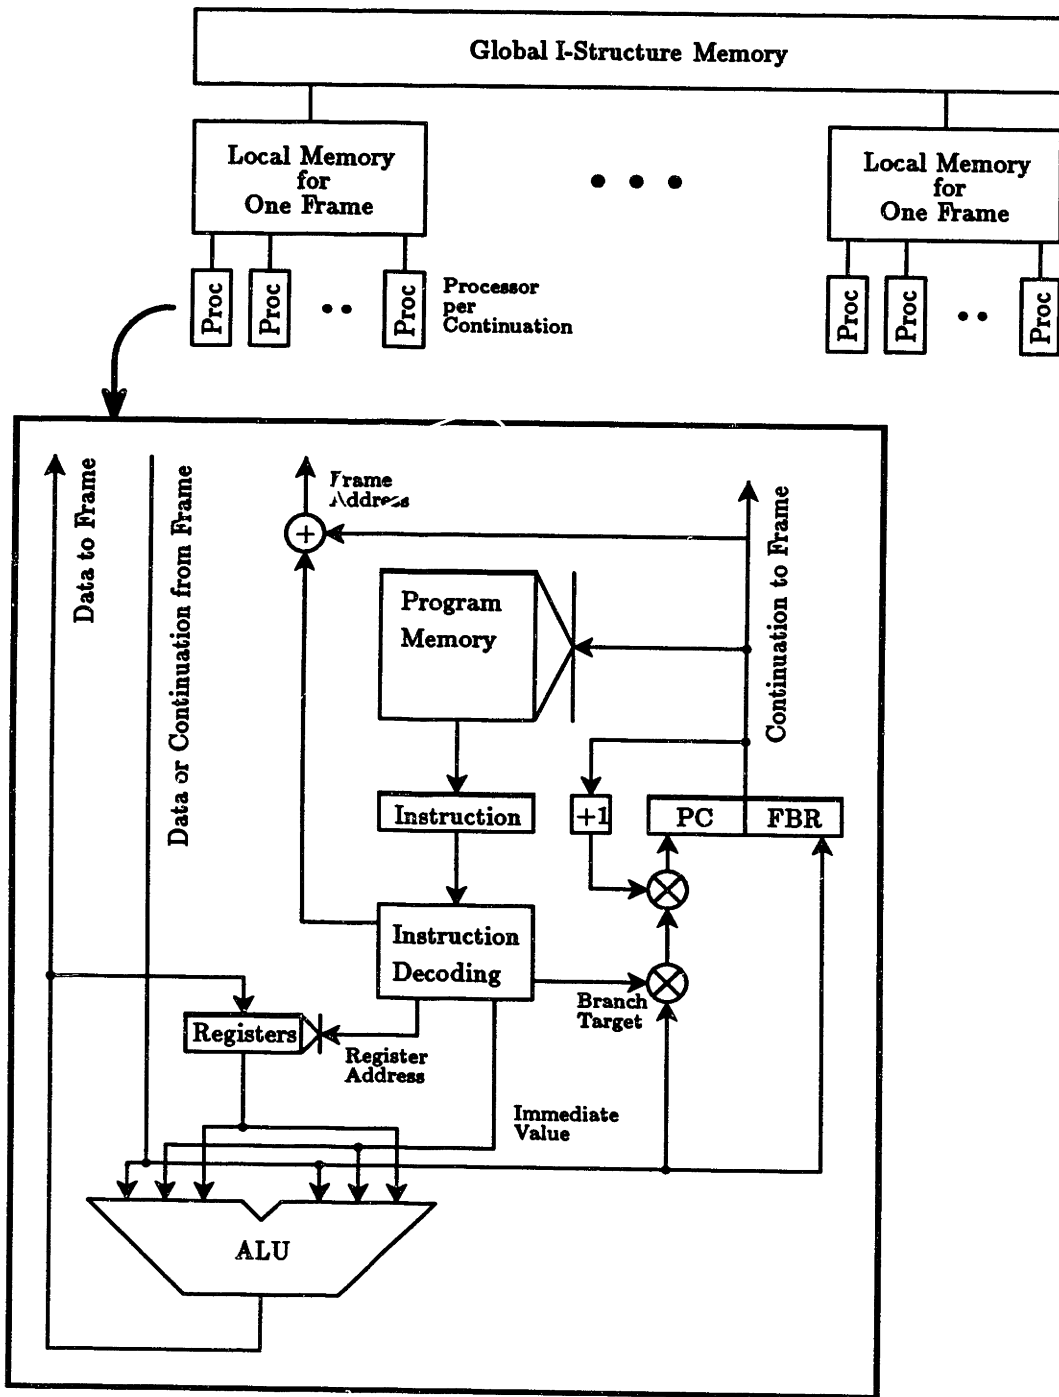 Global I-Structure Memory
Local Memory
for
One Frame
Local Memory
for
One Frame
Proc
Proc
Proc
Processor
per
Continuation
Proc
Proc
Proc
Data to Frame
Data or Continuation from Frame
Frame
Address
+
Continuation to Frame
Program
Memory
Instruction
+1
PC
FBR
Instruction
Decoding
Branch
Target
Registers
Register
Address
Immediate
Value
ALU